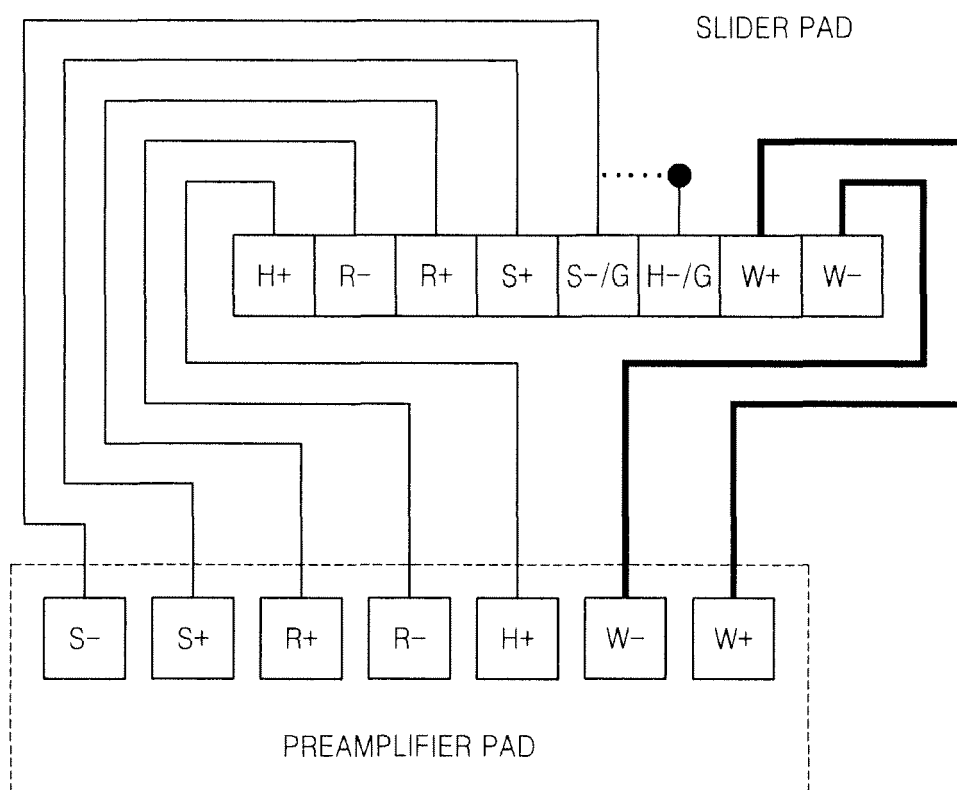 SLIDER PAD
H+ R- R+ S+ S-/G H-/G W+ W-
S- S+ R+ R- H+ W- W+
PREAMPLIFIER PAD